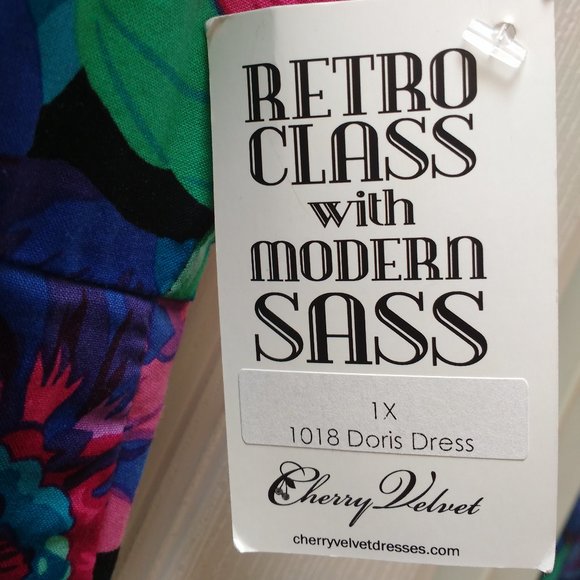 RETRO
CLASS
with
MODERN
SASS
1X
1018 Doris Dress
Cherry Velvet
cherryvelvetdresses.com